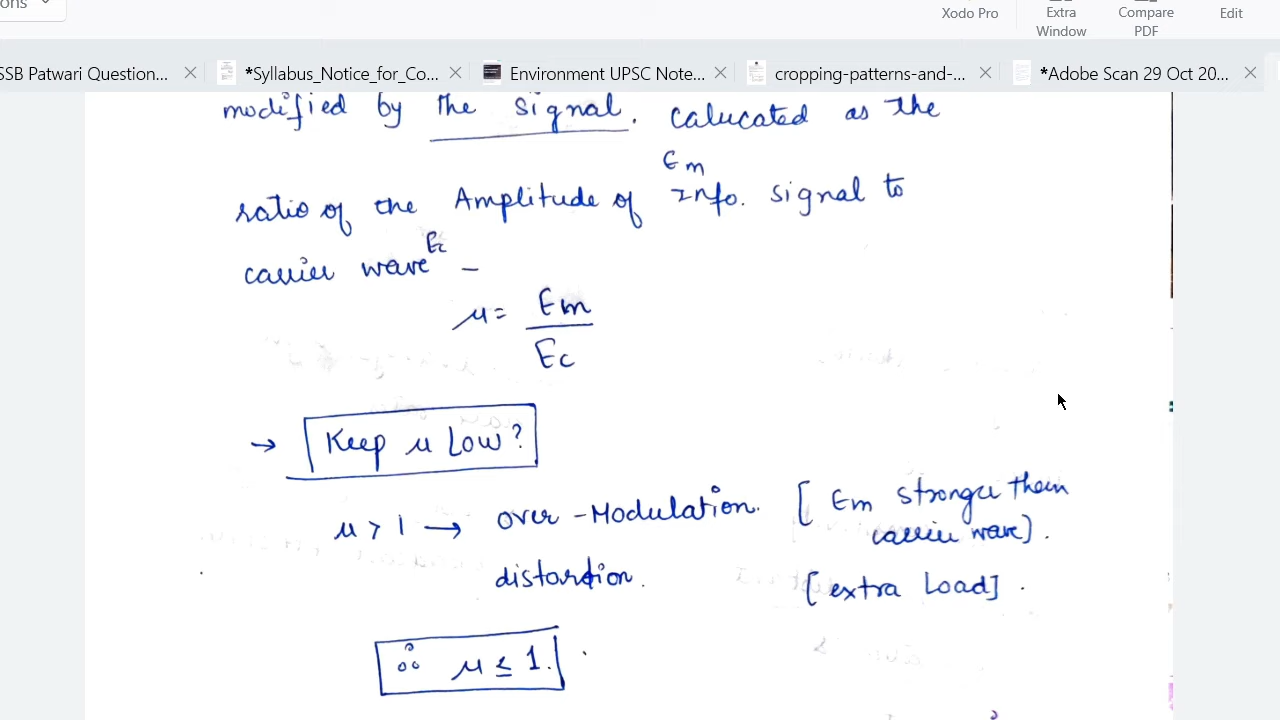 ons
Xodo Pro
Extra Window
Compare PDF
Edit
SSB Patwari Question...
*Syllabus_Notice_for_Co...
Environment UPSC Note...
cropping-patterns-and-...
*Adobe Scan 29 Oct 20...
modified by the signal. calucated as the
Em
ratio of the Amplitude of Info. signal to
Ec
carrier wave –
μ = Em
Ec
→ Keep μ Low?
μ > 1 → over-Modulation. [Em stronger than
carrier wave].
distortion. [extra Load].
∴ μ ≤ 1.